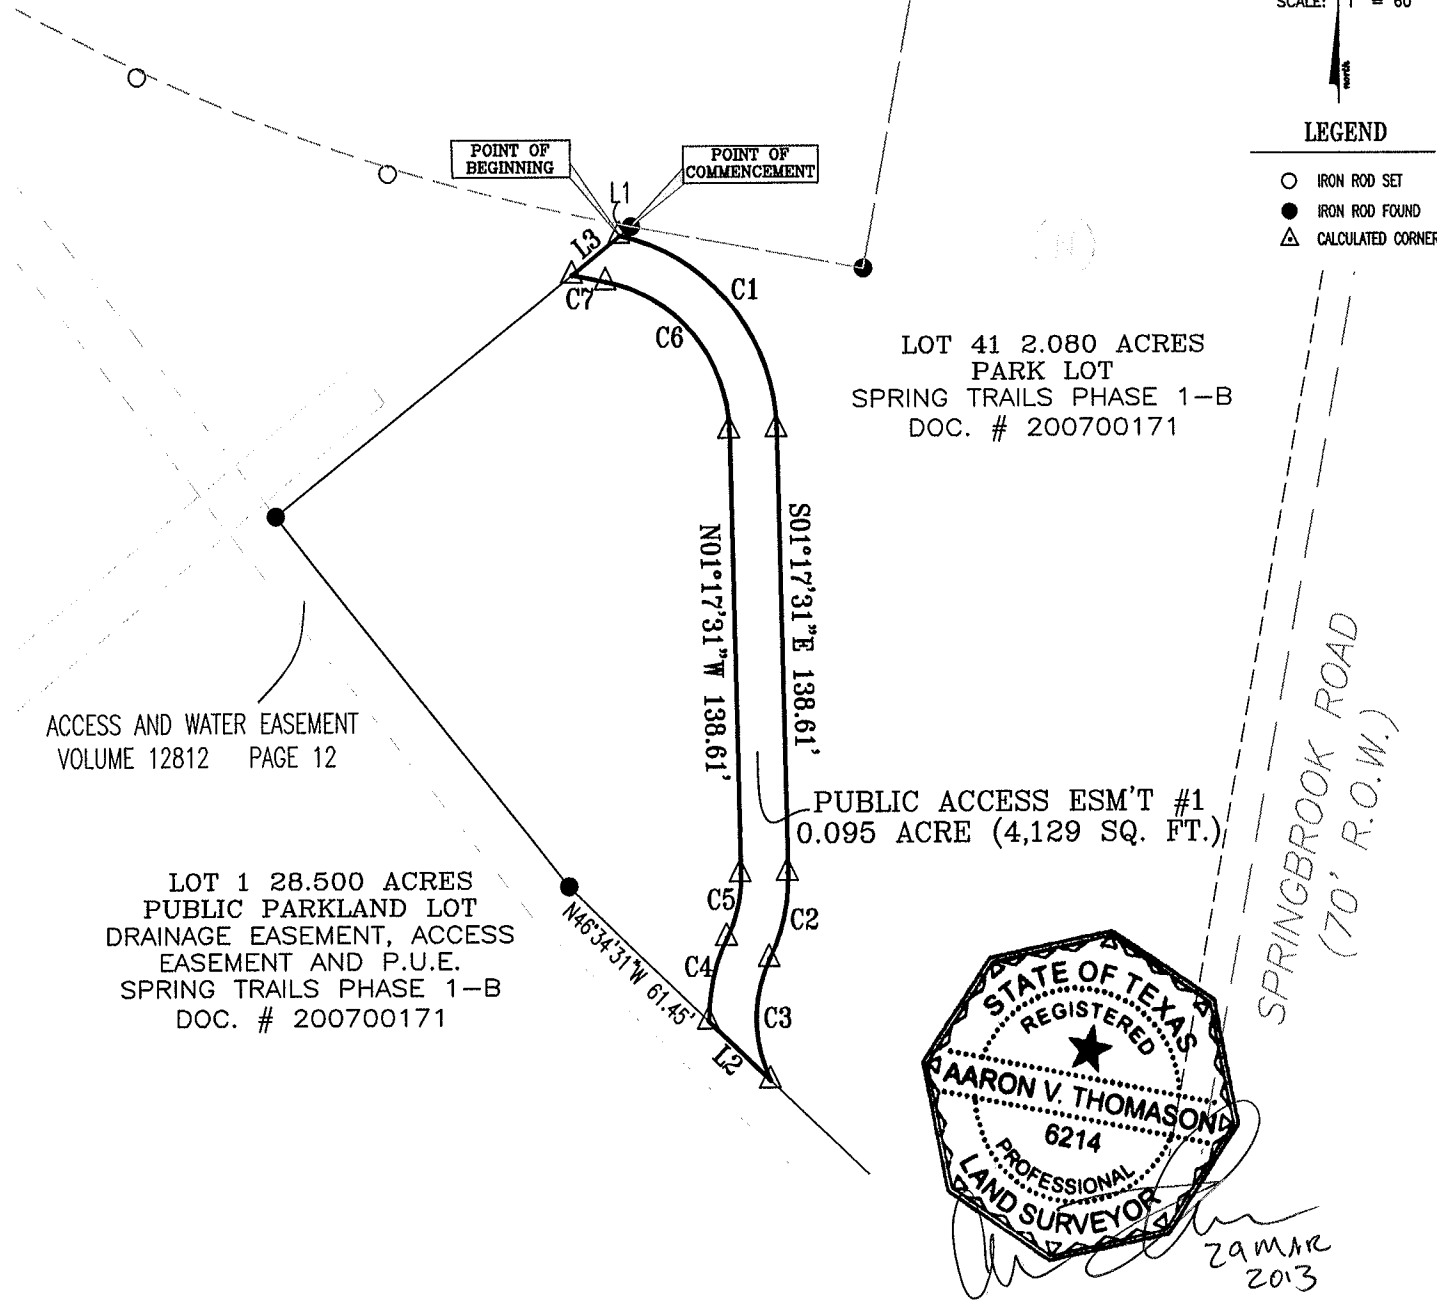 SCALE: 1" = 60'
north
LEGEND
IRON ROD SET
IRON ROD FOUND
CALCULATED CORNER
POINT OF
BEGINNING
POINT OF
COMMENCEMENT
L1
L3
C1
C7
C6
LOT 41 2.080 ACRES
PARK LOT
SPRING TRAILS PHASE 1-B
DOC. # 200700171
N01°17'31"W 138.61'
S01°17'31"E 138.61'
ACCESS AND WATER EASEMENT
VOLUME 12812 PAGE 12
PUBLIC ACCESS ESM'T #1
0.095 ACRE (4,129 SQ. FT.)
SPRINGBROOK ROAD
(70' R.O.W.)
LOT 1 28.500 ACRES
PUBLIC PARKLAND LOT
DRAINAGE EASEMENT, ACCESS
EASEMENT AND P.U.E.
SPRING TRAILS PHASE 1-B
DOC. # 200700171
C5
C2
N46°34'31"W 61.45'
C4
C3
L2
STATE OF TEXAS
REGISTERED
AARON V. THOMASON
6214
PROFESSIONAL
LAND SURVEYOR
29 MAR
2013